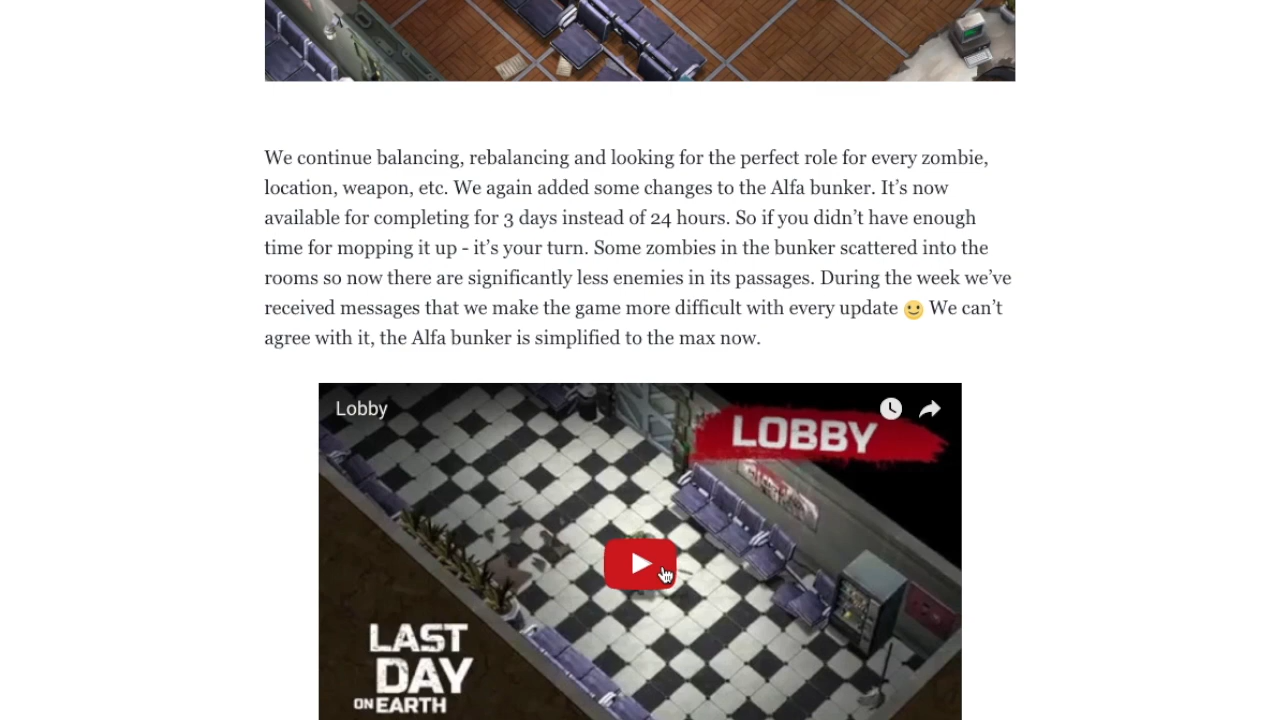 We continue balancing, rebalancing and looking for the perfect role for every zombie,
location, weapon, etc. We again added some changes to the Alfa bunker. It’s now
available for completing for 3 days instead of 24 hours. So if you didn’t have enough
time for mopping it up - it’s your turn. Some zombies in the bunker scattered into the
rooms so now there are significantly less enemies in its passages. During the week we’ve
received messages that we make the game more difficult with every update 🙂 We can’t
agree with it, the Alfa bunker is simplified to the max now.
Lobby
LOBBY
LAST
DAY
ON EARTH